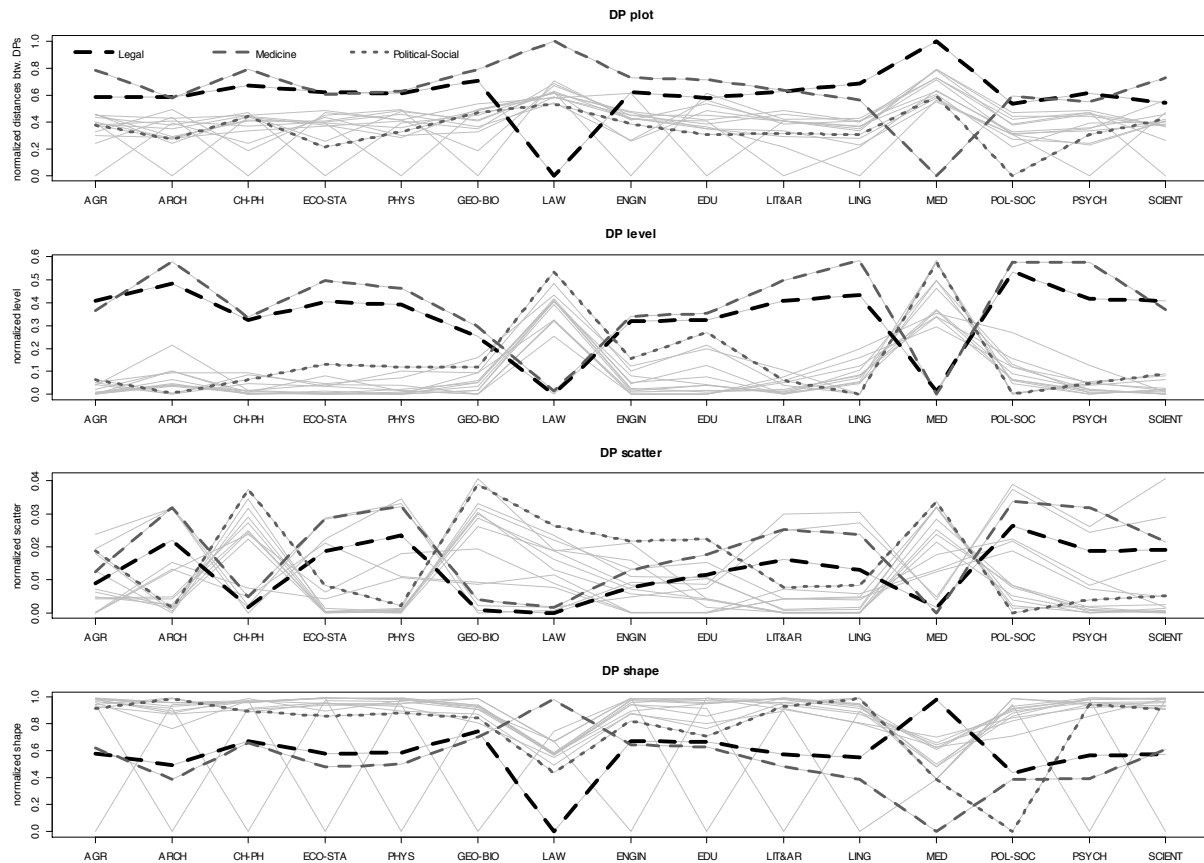 DP plot
normalized distances btw. DPs
0.0 0.2 0.4 0.6 0.8 1.0
Legal Medicine Political-Social
AGR ARCH CH-PH ECO-STA PHYS GEO-BIO LAW ENGIN EDU LIT&AR LING MED POL-SOC PSYCH SCIENT
DP level
normalized level
0.0 0.1 0.2 0.3 0.4 0.5 0.6
AGR ARCH CH-PH ECO-STA PHYS GEO-BIO LAW ENGIN EDU LIT&AR LING MED POL-SOC PSYCH SCIENT
DP scatter
normalized scatter
0.00 0.01 0.02 0.03 0.04
AGR ARCH CH-PH ECO-STA PHYS GEO-BIO LAW ENGIN EDU LIT&AR LING MED POL-SOC PSYCH SCIENT
DP shape
normalized shape
0.0 0.2 0.4 0.6 0.8 1.0
AGR ARCH CH-PH ECO-STA PHYS GEO-BIO LAW ENGIN EDU LIT&AR LING MED POL-SOC PSYCH SCIENT